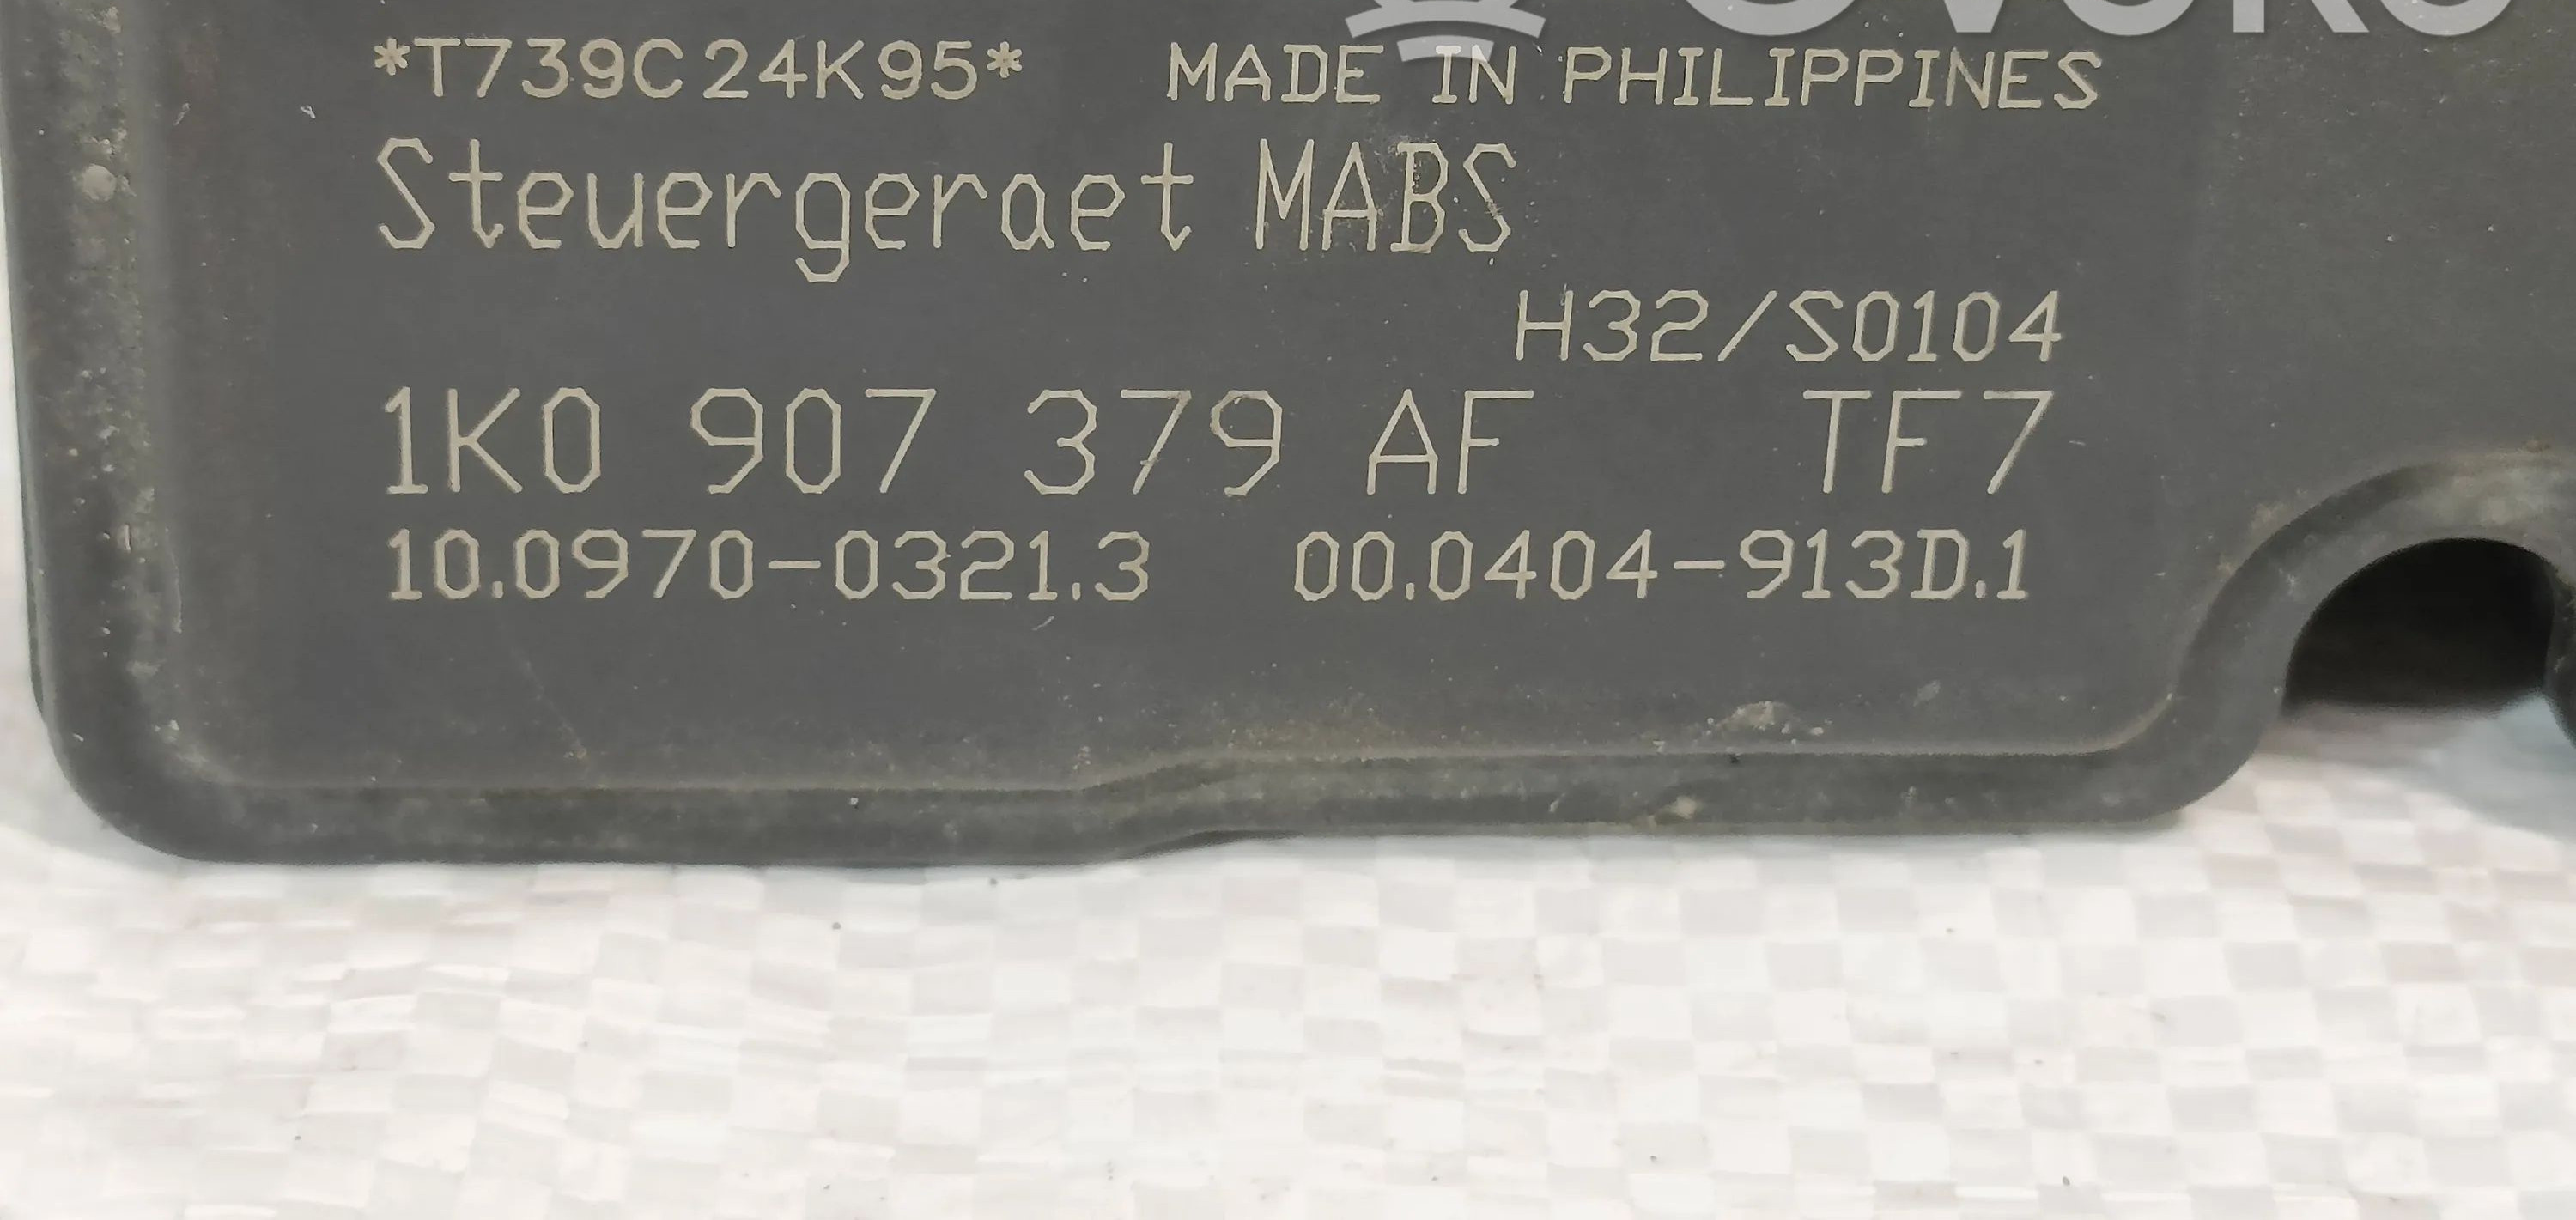 *T739C24K95* MADE IN PHILIPPINES
Steuergeraet MABS
H32/S0104
1K0 907 379 AF TF7
10.0970-0321.3 00.0404-913D.1